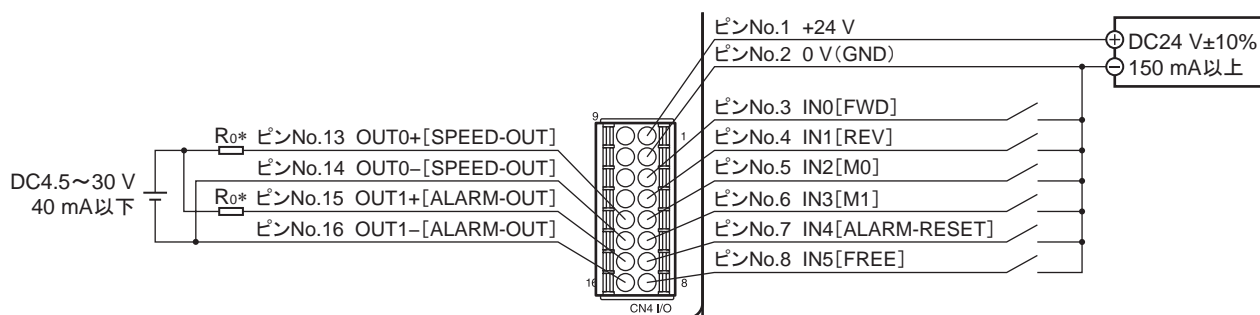 ピンNo.1 +24 V
ピンNo.2 0 V（GND）
DC24 V±10%
150 mA以上
ピンNo.3 IN0[FWD]
ピンNo.4 IN1[REV]
ピンNo.5 IN2[M0]
ピンNo.6 IN3[M1]
ピンNo.7 IN4[ALARM-RESET]
ピンNo.8 IN5[FREE]
9
1
16
8
CN4 I/O
R0* ピンNo.13 OUT0+[SPEED-OUT]
ピンNo.14 OUT0−[SPEED-OUT]
R0* ピンNo.15 OUT1+[ALARM-OUT]
ピンNo.16 OUT1−[ALARM-OUT]
DC4.5〜30 V
40 mA以下